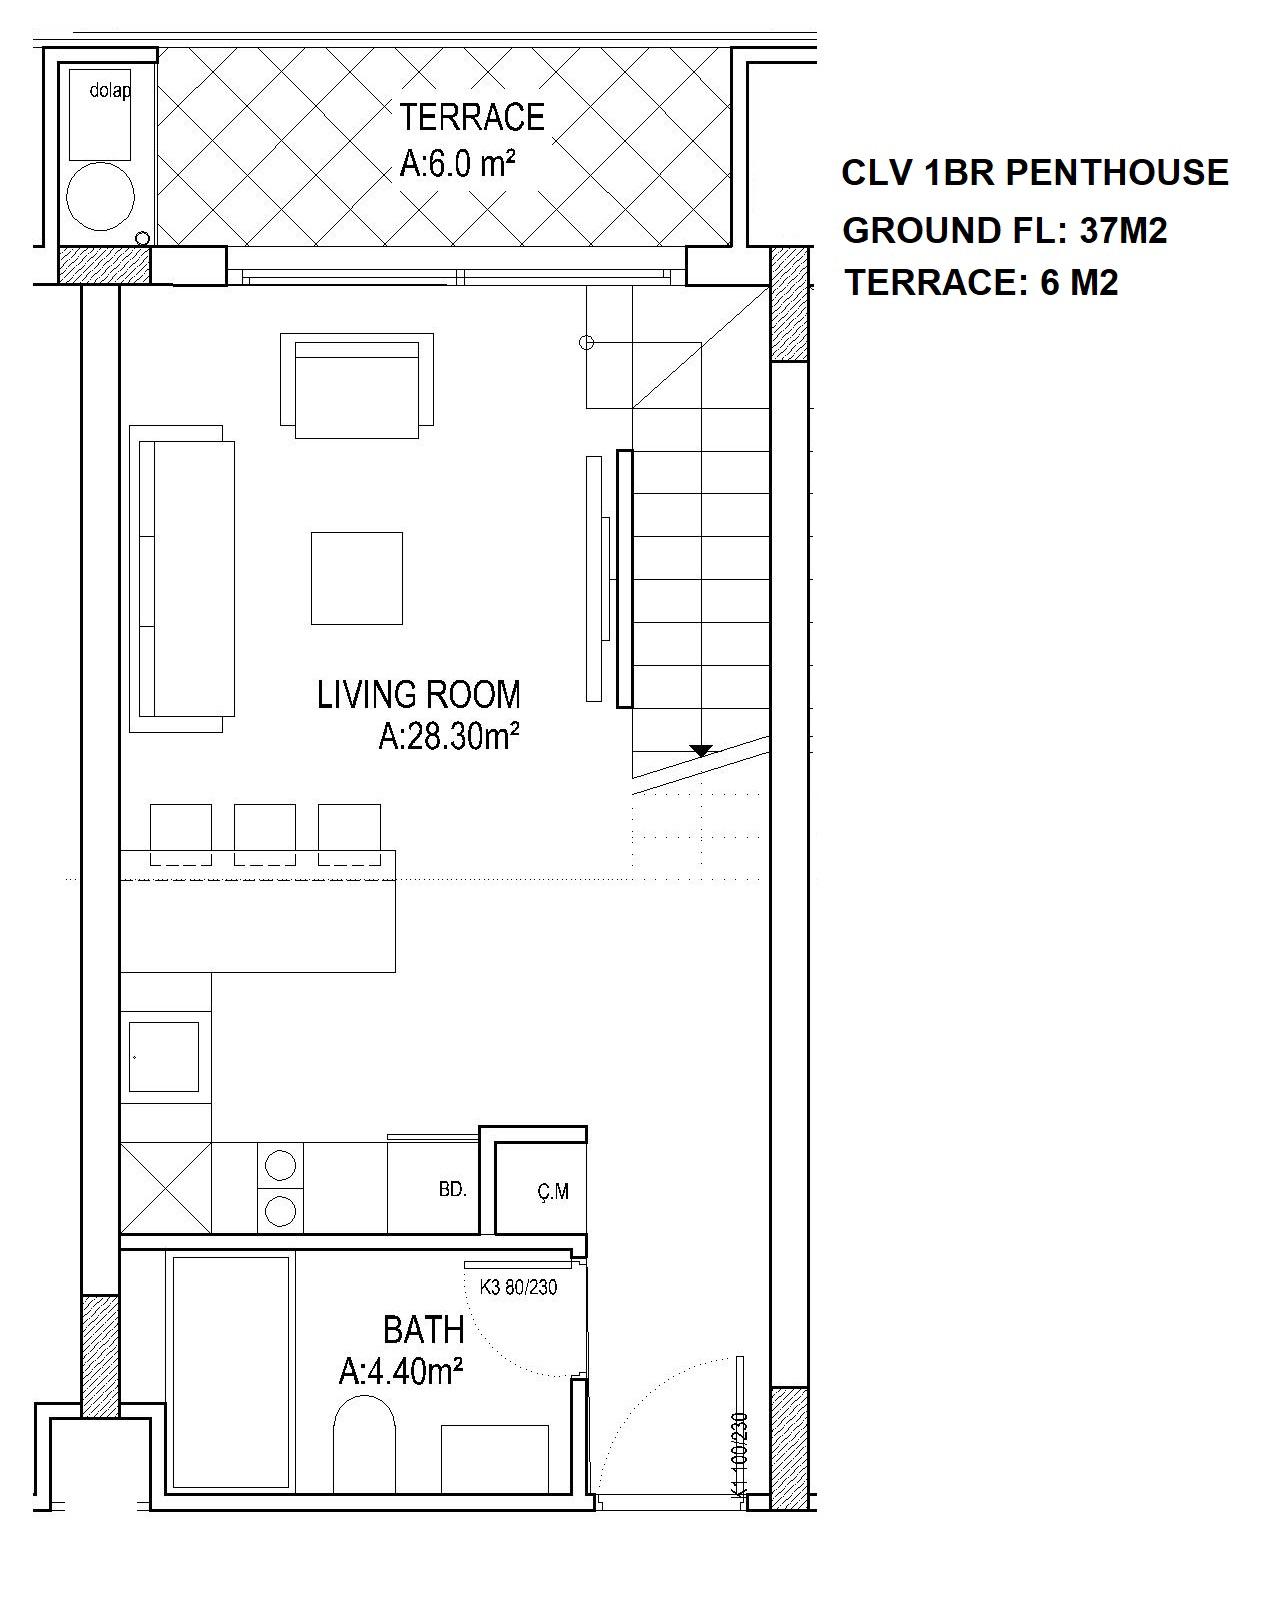 dolap
TERRACE
A:6.0 m²
CLV 1BR PENTHOUSE
GROUND FL: 37M2
TERRACE: 6 M2
LIVING ROOM
A:28.30m²
BD.
Ç.M
K3 80/230
BATH
A:4.40m²
K1 100/230